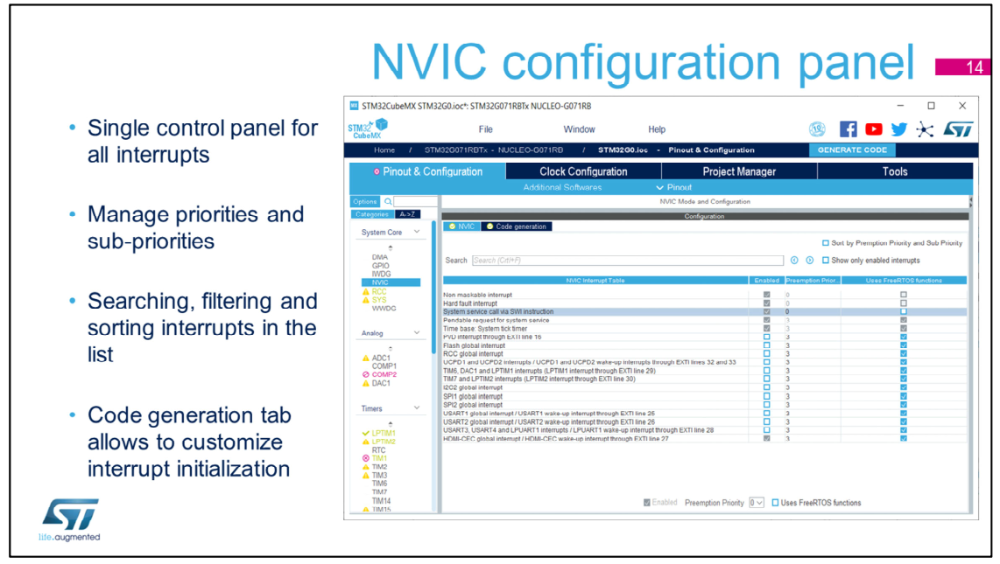 NVIC configuration panel
14
• Single control panel for
all interrupts
• Manage priorities and
sub-priorities
• Searching, filtering and
sorting interrupts in the
list
• Code generation tab
allows to customize
interrupt initialization
life.augmented
MX STM32CubeMX STM32G0.ioc*: STM32G071RBTx NUCLEO-G071RB
STM32
CubeMX
File Window Help
Home / STM32G071RBTx - NUCLEO-G071RB / STM32G0.ioc - Pinout & Configuration GENERATE CODE
Pinout & Configuration Clock Configuration Project Manager Tools
Additional Softwares Pinout
Options
Categories A->Z
System Core
DMA
GPIO
IWDG
NVIC
RCC
SYS
WWDG
Analog
ADC1
COMP1
COMP2
DAC1
Timers
LPTIM1
LPTIM2
RTC
TIM1
TIM2
TIM3
TIM6
TIM7
TIM14
TIM15
NVIC Mode and Configuration
Configuration
NVIC Code generation
Sort by Premption Priority and Sub Priority
Search Search (Crtl+F) Show only enabled interrupts
NVIC Interrupt Table Enabled Preemption Prior... Uses FreeRTOS functions
Non maskable interrupt 0
Hard fault interrupt 0
System service call via SWI instruction 0
Pendable request for system service 3
Time base: System tick timer 3
PVD interrupt through EXTI line 16 3
Flash global interrupt 3
RCC global interrupt 3
UCPD1 and UCPD2 interrupts / UCPD1 and UCPD2 wake-up interrupts through EXTI lines 32 and 33 3
TIM6, DAC1 and LPTIM1 interrupts (LPTIM1 interrupt through EXTI line 29) 3
TIM7 and LPTIM2 interrupts (LPTIM2 interrupt through EXTI line 30) 3
I2C2 global interrupt 3
SPI1 global interrupt 3
SPI2 global interrupt 3
USART1 global interrupt / USART1 wake-up interrupt through EXTI line 25 3
USART2 global interrupt / USART2 wake-up interrupt through EXTI line 26 3
USART3, USART4 and LPUART1 interrupts / LPUART1 wake-up interrupt through EXTI line 28 3
HDMI-CEC global interrupt / HDMI-CEC wake-up interrupt through EXTI line 27 3
Enabled Preemption Priority 0 Uses FreeRTOS functions